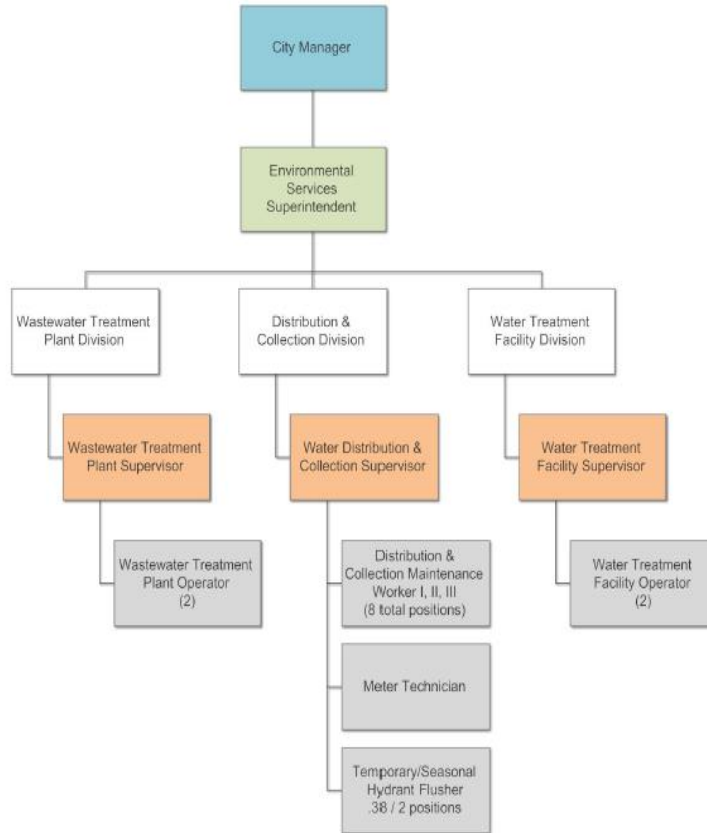 City Manager
Environmental
Services
Superintendent
Wastewater Treatment
Plant Division
Distribution &
Collection Division
Water Treatment
Facility Division
Wastewater Treatment
Plant Supervisor
Water Distribution &
Collection Supervisor
Water Treatment
Facility Supervisor
Wastewater Treatment
Plant Operator
(2)
Distribution &
Collection Maintenance
Worker I, II, III
(8 total positions)
Water Treatment
Facility Operator
(2)
Meter Technician
Temporary/Seasonal
Hydrant Flusher
.38 / 2 positions